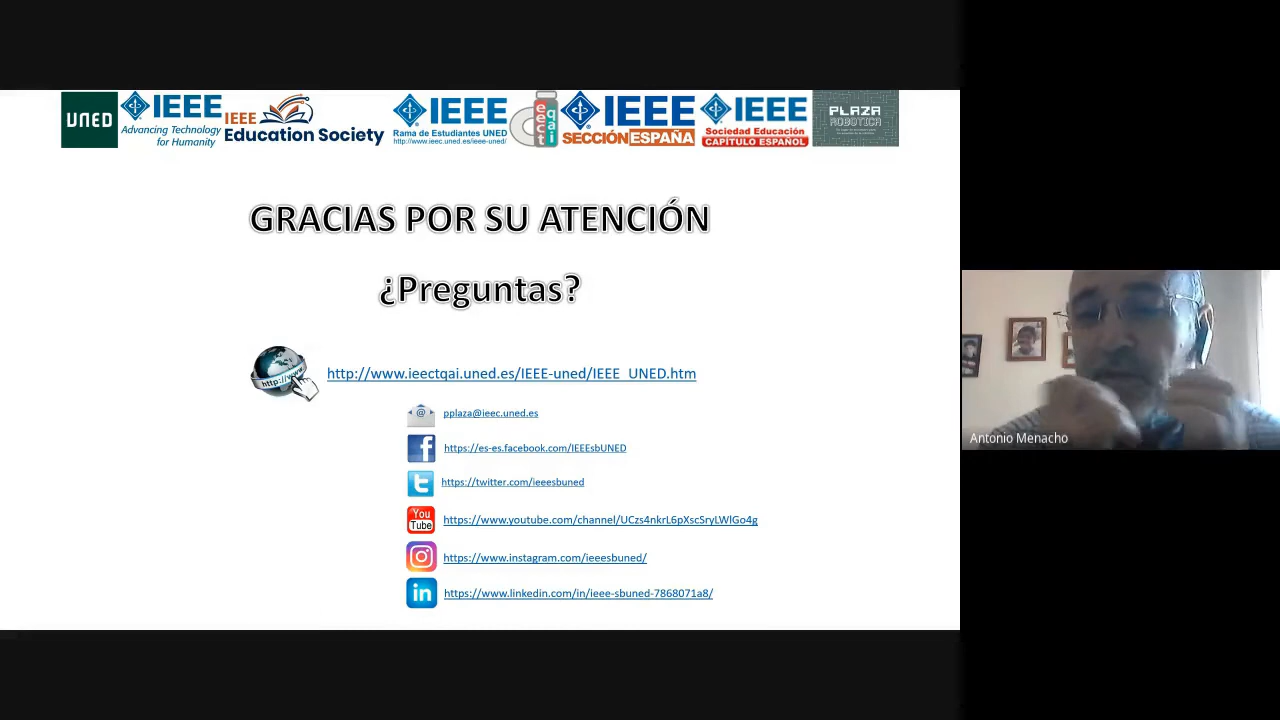 UNED
IEEE
Advancing Technology
for Humanity
IEEE
Education Society
IEEE
Rama de Estudiantes UNED
http://www.ieec.uned.es/ieee-uned/
IEEE
SECCIÓN ESPAÑA
IEEE
Sociedad Educación
CAPÍTULO ESPAÑOL
PLAZA
ROBOTICA
GRACIAS POR SU ATENCIÓN
¿Preguntas?
http://www
http://www.ieectqai.uned.es/IEEE-uned/IEEE_UNED.htm
@
pplaza@ieec.uned.es
https://es-es.facebook.com/IEEEsbUNED
https://twitter.com/ieeesbuned
You
Tube
https://www.youtube.com/channel/UCzs4nkrL6pXscSryLWlGo4g
https://www.instagram.com/ieeesbuned/
in
https://www.linkedin.com/in/ieee-sbuned-7868071a8/
Antonio Menacho